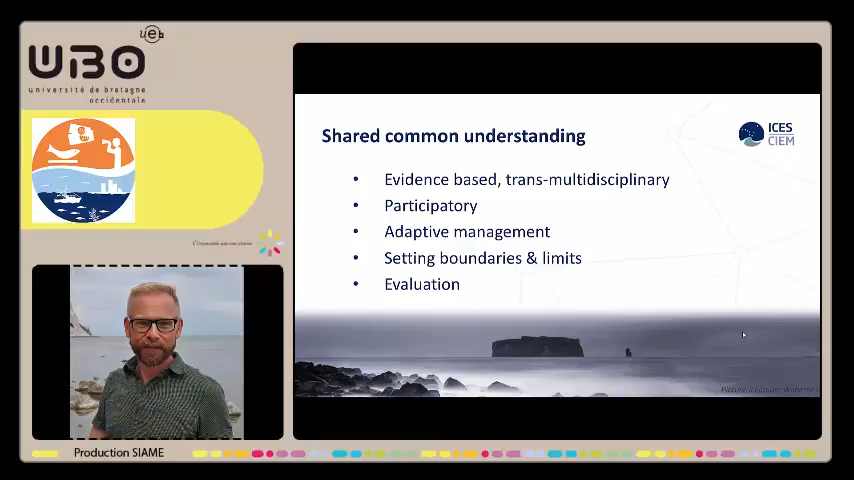 ueb
UBO
université de bretagne
occidentale
Shared common understanding
ICES
CIEM
• Evidence based, trans-multidisciplinary
• Participatory
• Adaptive management
• Setting boundaries & limits
• Evaluation
Production SIAME